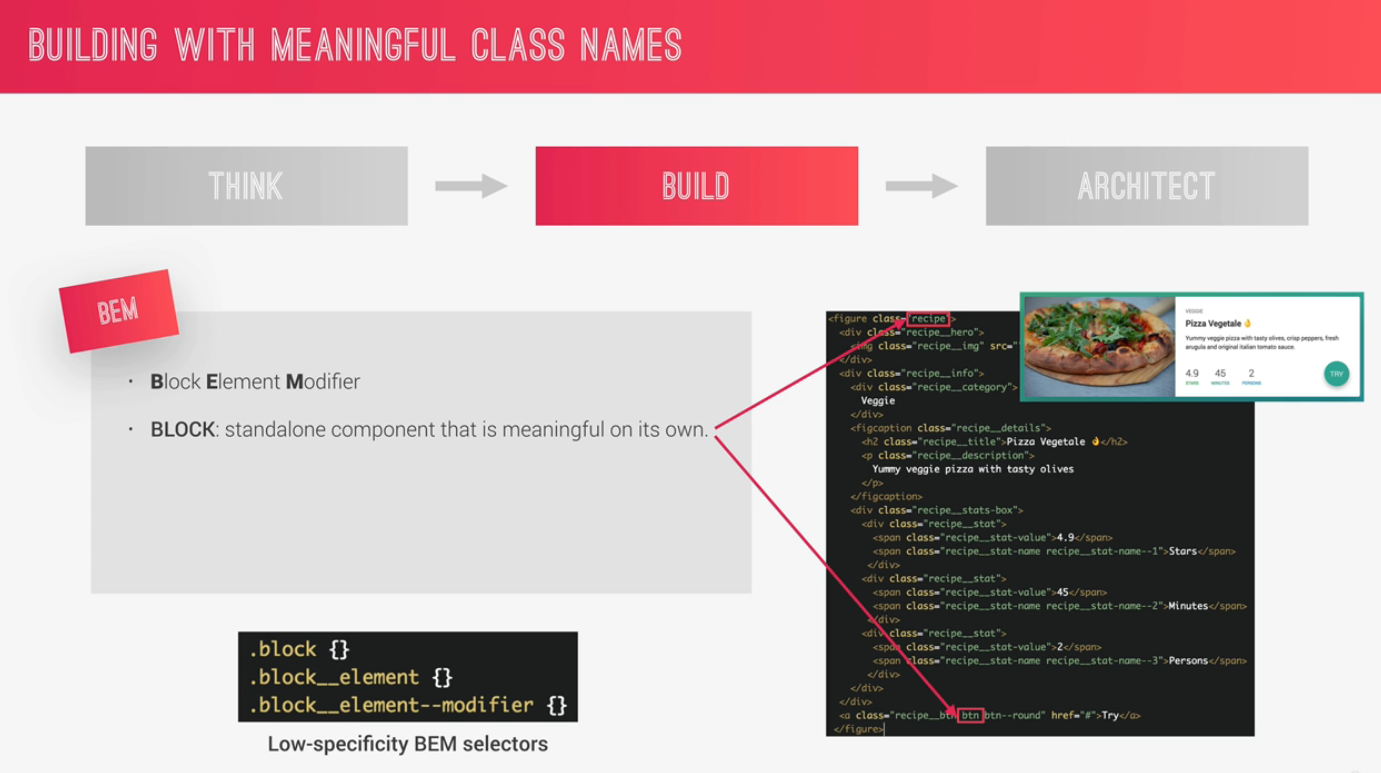 BUILDING WITH MEANINGFUL CLASS NAMES
THINK
BUILD
ARCHITECT
BEM
· Block Element Modifier
· BLOCK: standalone component that is meaningful on its own.
.block {}
.block__element {}
.block__element--modifier {}
Low-specificity BEM selectors
VEGGIE
Pizza Vegetale 👌
Yummy veggie pizza with tasty olives, crisp peppers, fresh
arugula and original italian tomato sauce.
4.9 45 2
STARS MINUTES PERSONS
TRY
<figure class="recipe">
<div class="recipe__hero">
<img class="recipe__img" src="
</div>
<div class="recipe__info">
<div class="recipe__category">
Veggie
</div>
<figcaption class="recipe__details">
<h2 class="recipe__title">Pizza Vegetale 👌</h2>
<p class="recipe__description">
Yummy veggie pizza with tasty olives
</p>
</figcaption>
<div class="recipe__stats-box">
<div class="recipe__stat">
<span class="recipe__stat-value">4.9</span>
<span class="recipe__stat-name recipe__stat-name--1">Stars</span>
</div>
<div class="recipe__stat">
<span class="recipe__stat-value">45</span>
<span class="recipe__stat-name recipe__stat-name--2">Minutes</span>
</div>
<div class="recipe__stat">
<span class="recipe__stat-value">2</span>
<span class="recipe__stat-name recipe__stat-name--3">Persons</span>
</div>
</div>
</div>
<a class="recipe__btn btn btn--round" href="#">Try</a>
</figure>